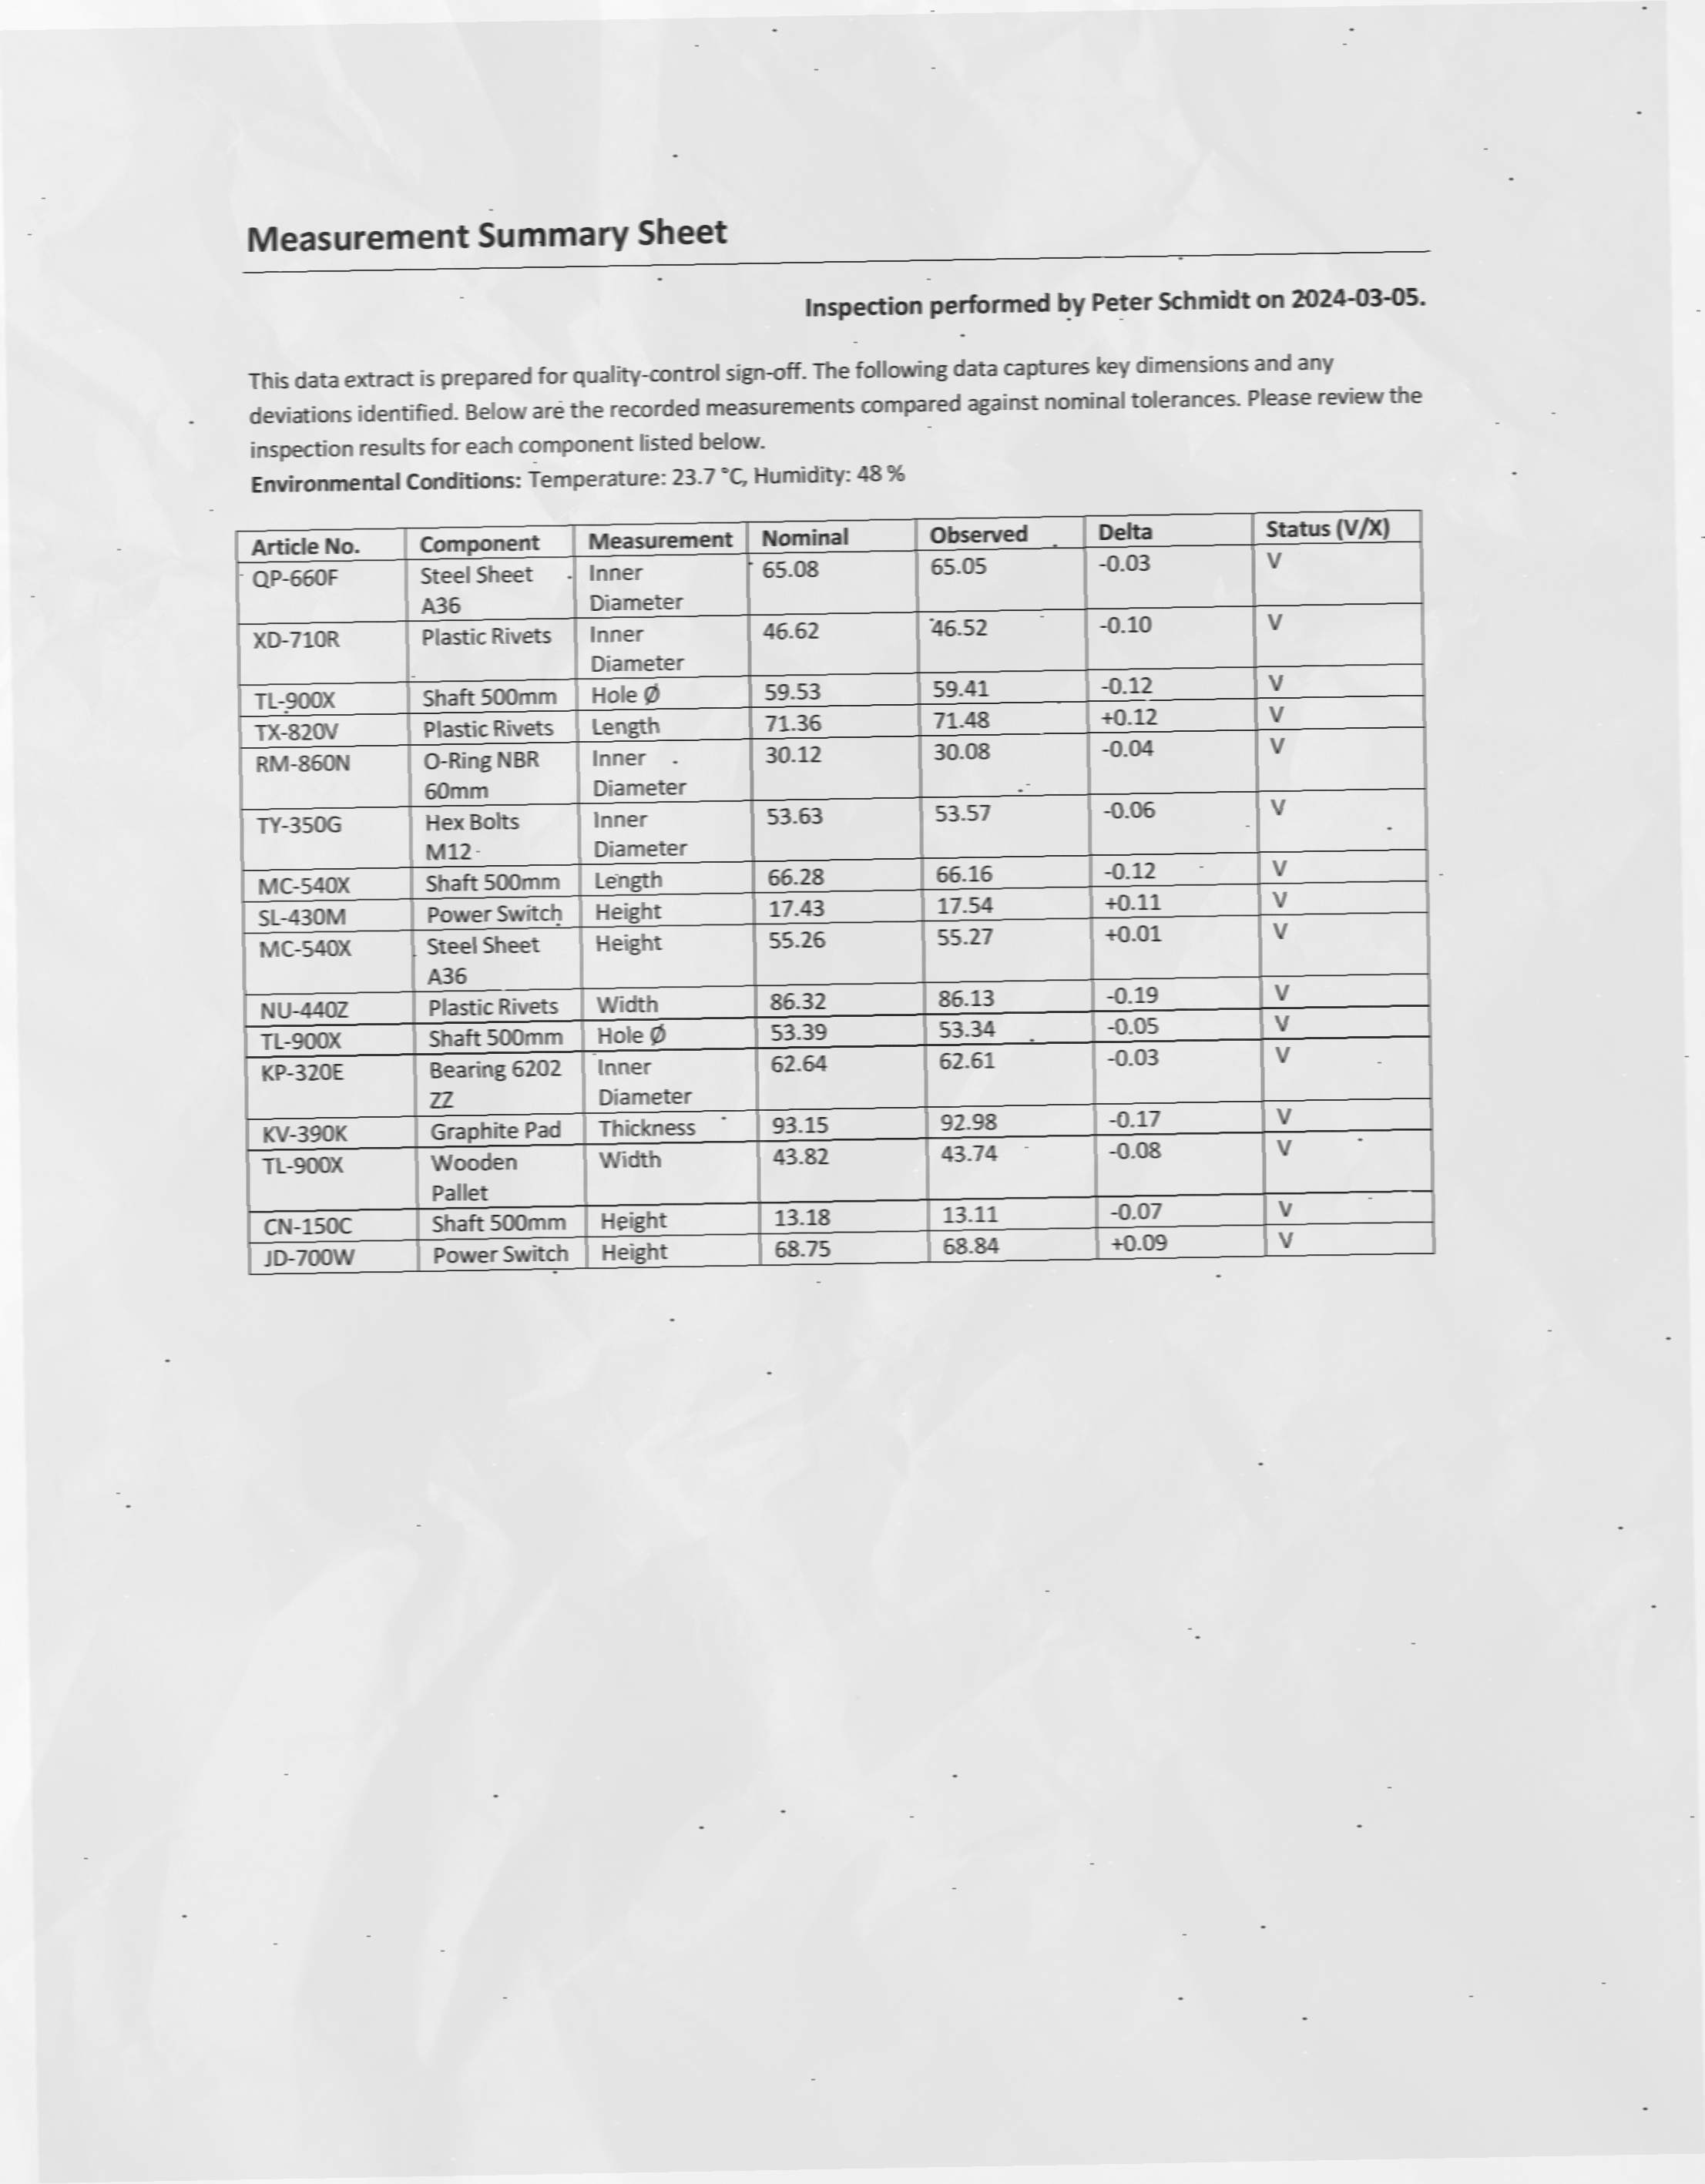 Measurement Summary Sheet
Inspection performed by Peter Schmidt on 2024-03-05.
This data extract is prepared for quality-control sign-off. The following data captures key dimensions and any
deviations identified. Below are the recorded measurements compared against nominal tolerances. Please review the
inspection results for each component listed below.
Environmental Conditions: Temperature: 23.7 °C, Humidity: 48 %
Article No. Component Measurement Nominal Observed Delta Status (V/X)
QP-660F Steel Sheet Inner 65.08 65.05 -0.03 V
A36 Diameter
XD-710R Plastic Rivets Inner 46.62 46.52 -0.10 V
Diameter
TL-900X Shaft 500mm Hole Ø 59.53 59.41 -0.12 V
TX-820V Plastic Rivets Length 71.36 71.48 +0.12 V
RM-860N O-Ring NBR Inner 30.12 30.08 -0.04 V
60mm Diameter
TY-350G Hex Bolts Inner 53.63 53.57 -0.06 V
M12 Diameter
MC-540X Shaft 500mm Length 66.28 66.16 -0.12 V
SL-430M Power Switch Height 17.43 17.54 +0.11 V
MC-540X Steel Sheet Height 55.26 55.27 +0.01 V
A36
NU-440Z Plastic Rivets Width 86.32 86.13 -0.19 V
TL-900X Shaft 500mm Hole Ø 53.39 53.34 -0.05 V
KP-320E Bearing 6202 Inner 62.64 62.61 -0.03 V
ZZ Diameter
KV-390K Graphite Pad Thickness 93.15 92.98 -0.17 V
TL-900X Wooden Width 43.82 43.74 -0.08 V
Pallet
CN-150C Shaft 500mm Height 13.18 13.11 -0.07 V
JD-700W Power Switch Height 68.75 68.84 +0.09 V